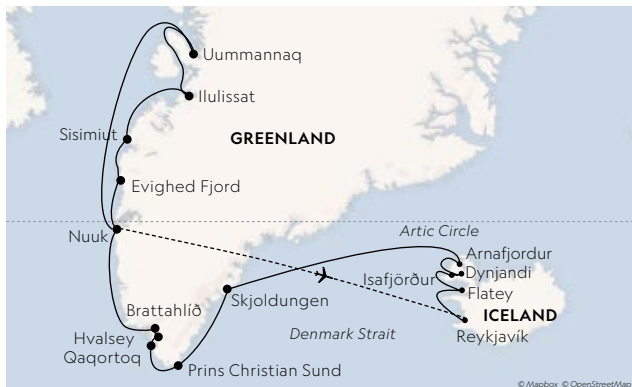 Uummannaq
Ilulissat
Sisimiut
GREENLAND
Evighed Fjord
Nuuk
Artic Circle
Arnafjordur
Isafjörður
Dynjandi
Flatey
Skjoldungen
ICELAND
Brattahlíð
Denmark Strait
Reykjavík
Hvalsey
Qaqortoq
Prins Christian Sund
© Mapbox © OpenStreetMap